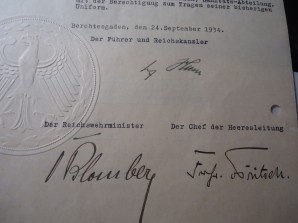 mit der Berechtigung zum Tragen seiner bisherigen
Uniform.
Berchtesgaden, den 24.September 1934.
Der Führer und Reichskanzler
Der Reichswehrminister Der Chef der Heeresleitung
v Blomberg Frhr. v. Fritsch.